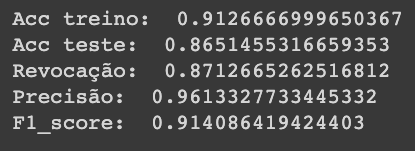 Acc treino:  0.9126666999650367
Acc teste:  0.8651455316659353
Revocação:  0.8712665262516812
Precisão:  0.9613327733445332
F1_score:  0.914086419424403